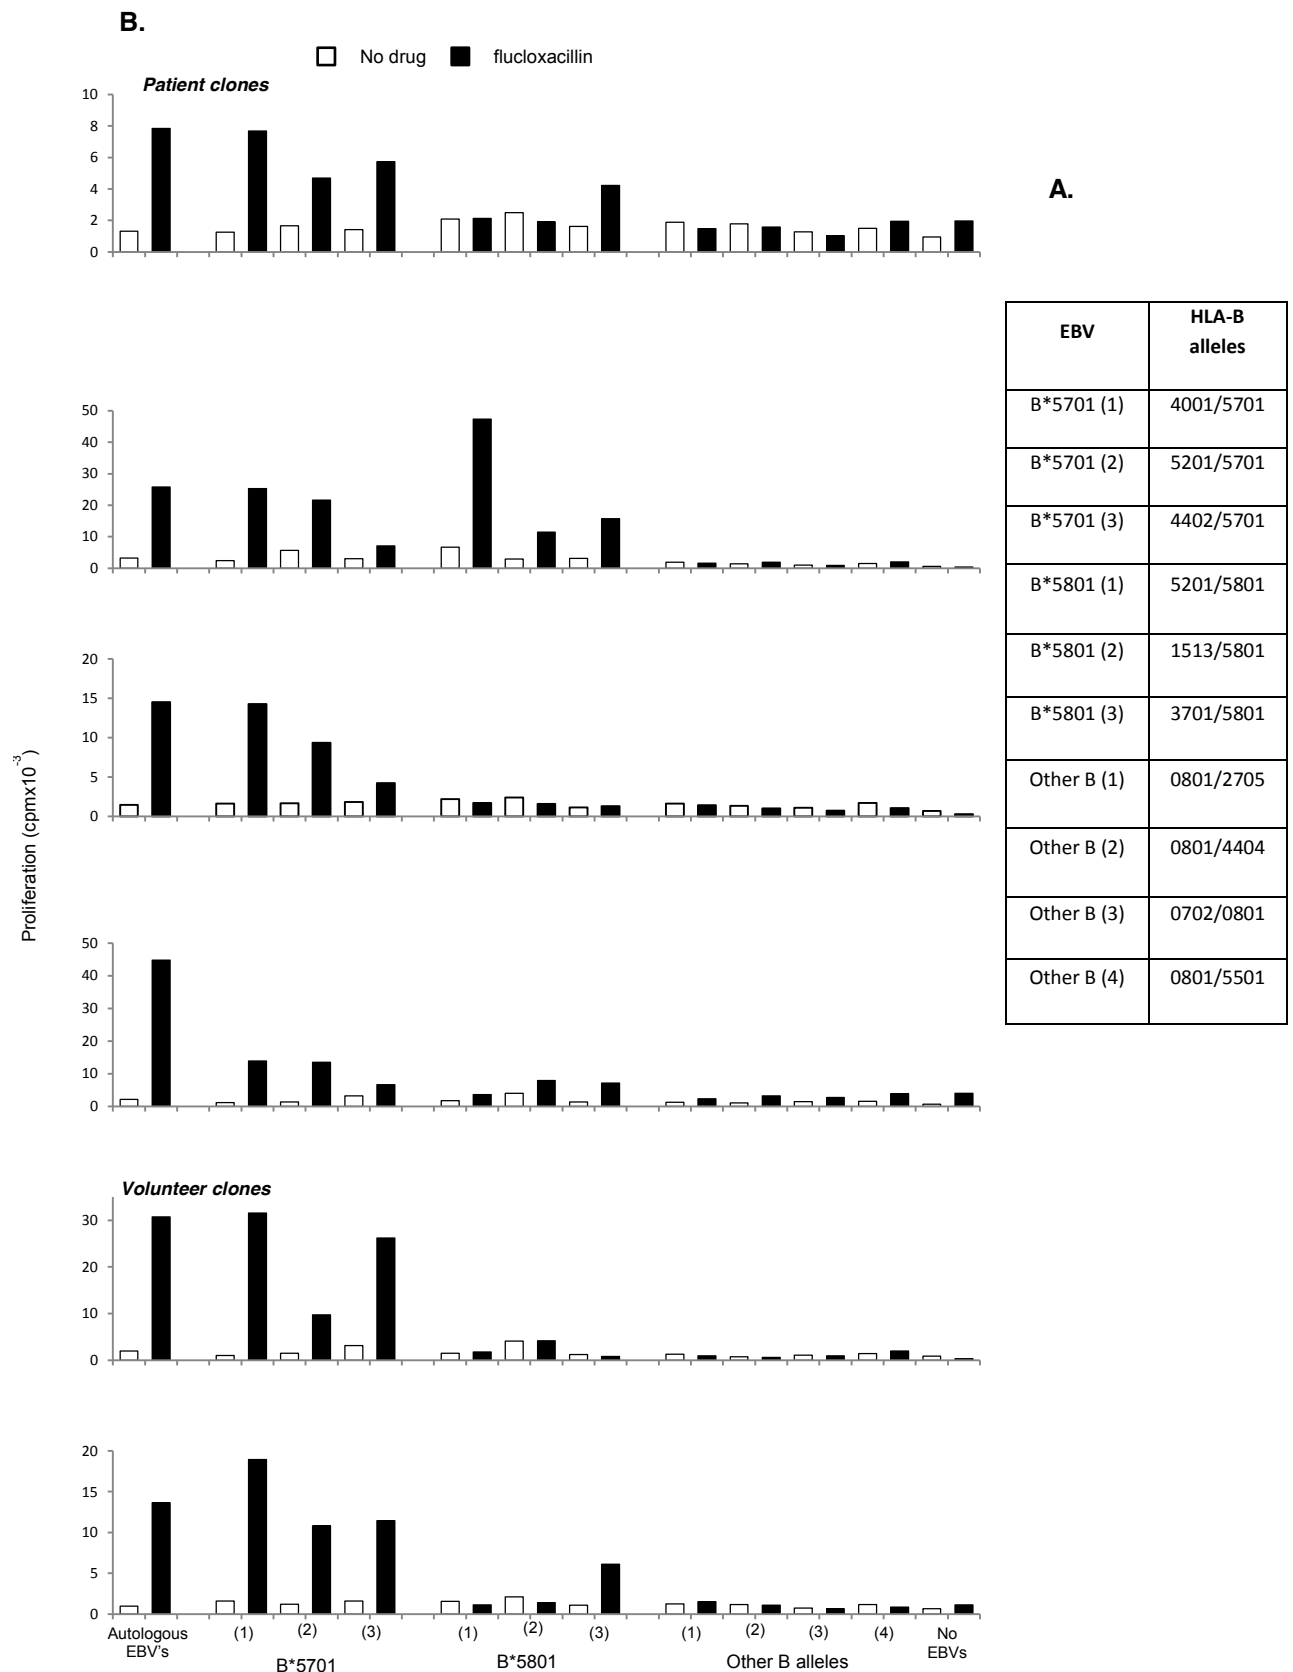 B.
No drug flucloxacillin
Patient clones
10
8
6
4
2
0
50
40
30
20
10
0
20
15
10
5
0
50
40
30
20
10
0
Volunteer clones
30
20
10
0
20
15
10
5
0
Proliferation (cpmx10-3)
Autologous EBV's (1) (2) (3) (1) (2) (3) (1) (2) (3) (4) No EBVs
B*5701 B*5801 Other B alleles
A.
EBV HLA-B alleles
B*5701 (1) 4001/5701
B*5701 (2) 5201/5701
B*5701 (3) 4402/5701
B*5801 (1) 5201/5801
B*5801 (2) 1513/5801
B*5801 (3) 3701/5801
Other B (1) 0801/2705
Other B (2) 0801/4404
Other B (3) 0702/0801
Other B (4) 0801/5501